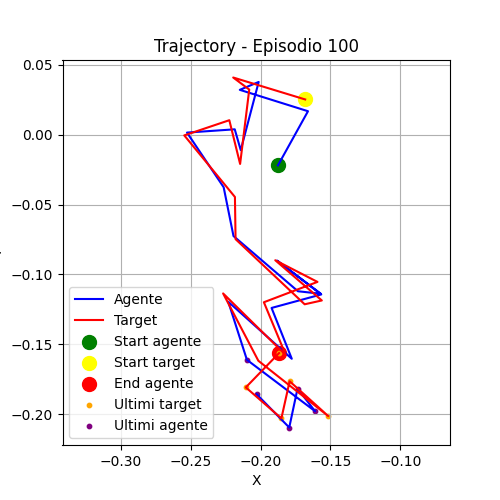 Trajectory - Episodio 100
0.05
0.00
−0.05
−0.10
−0.15
−0.20
Agente
Target
Start agente
Start target
End agente
Ultimi target
Ultimi agente
−0.30
−0.25
−0.20
−0.15
−0.10
X